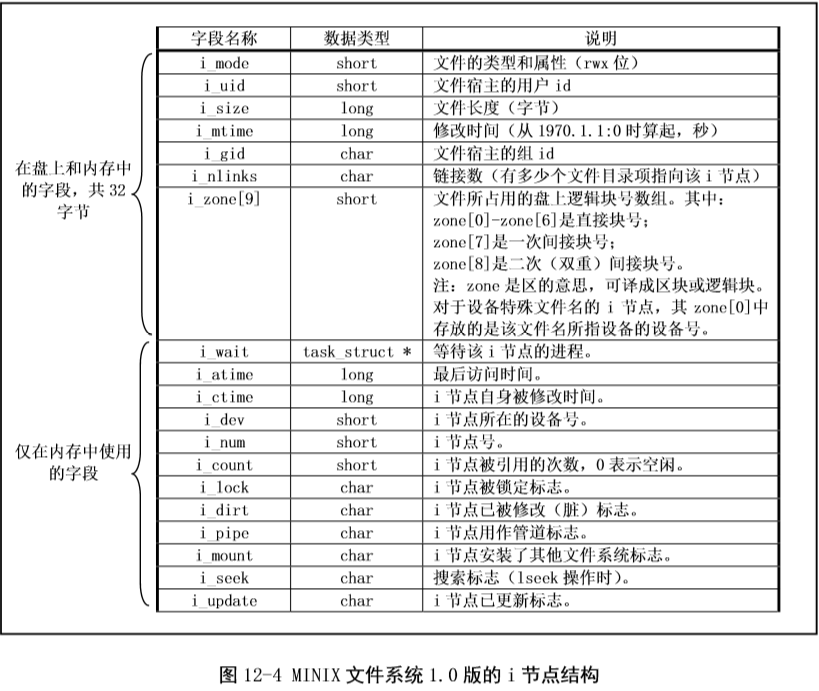 字段名称 数据类型 说明
i_mode short 文件的类型和属性（rwx 位）
i_uid short 文件宿主的用户 id
i_size long 文件长度（字节）
i_mtime long 修改时间（从 1970.1.1:0 时算起，秒）
i_gid char 文件宿主的组 id
i_nlinks char 链接数（有多少个文件目录项指向该 i 节点）
i_zone[9] short 文件所占用的盘上逻辑块号数组。其中：
zone[0]-zone[6]是直接块号；
zone[7]是一次间接块号；
zone[8]是二次（双重）间接块号。
注：zone 是区的意思，可译成区块或逻辑块。
对于设备特殊文件名的 i 节点，其 zone[0]中
存放的是该文件名所指设备的设备号。
在盘上和内存中
的字段，共 32
字节
i_wait task_struct * 等待该 i 节点的进程。
i_atime long 最后访问时间。
i_ctime long i 节点自身被修改时间。
i_dev short i 节点所在的设备号。
i_num short i 节点号。
i_count short i 节点被引用的次数，0 表示空闲。
i_lock char i 节点被锁定标志。
i_dirt char i 节点已被修改（脏）标志。
i_pipe char i 节点用作管道标志。
i_mount char i 节点安装了其他文件系统标志。
i_seek char 搜索标志（lseek 操作时）。
i_update char i 节点已更新标志。
仅在内存中使用
的字段
图 12-4 MINIX 文件系统 1.0 版的 i 节点结构